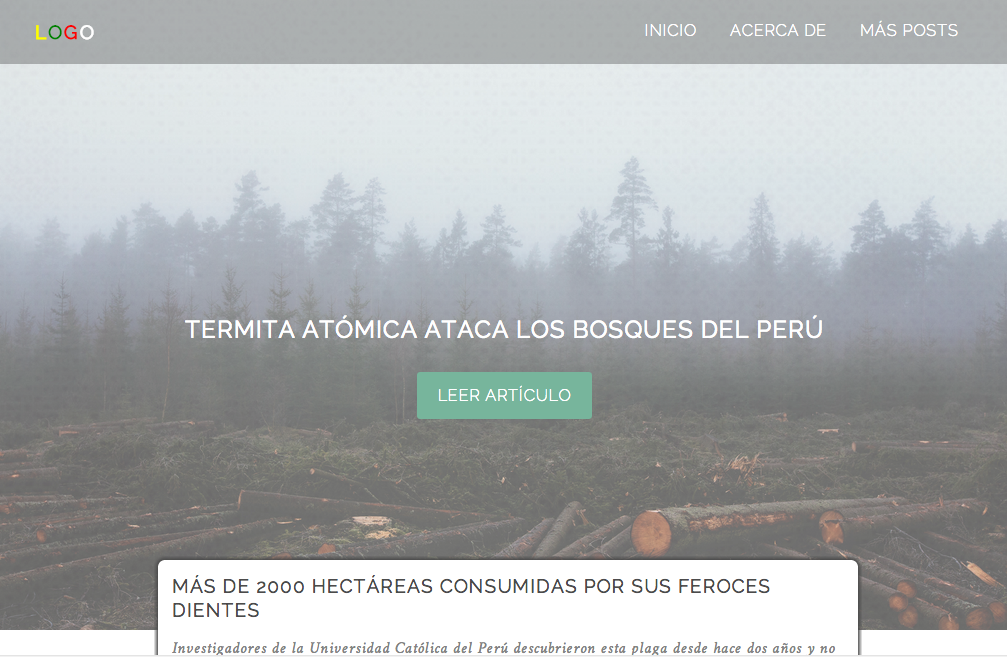 LOGO
INICIO ACERCA DE MÁS POSTS
TERMITA ATÓMICA ATACA LOS BOSQUES DEL PERÚ
LEER ARTÍCULO
MÁS DE 2000 HECTÁREAS CONSUMIDAS POR SUS FEROCES
DIENTES
Investigadores de la Universidad Católica del Perú descubrieron esta plaga desde hace dos años y no